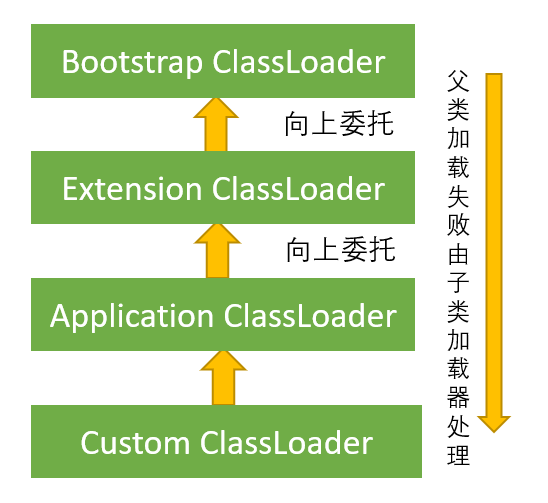 Bootstrap ClassLoader
向上委托
Extension ClassLoader
向上委托
Application ClassLoader
Custom ClassLoader
父类加载失败由子类加载器处理